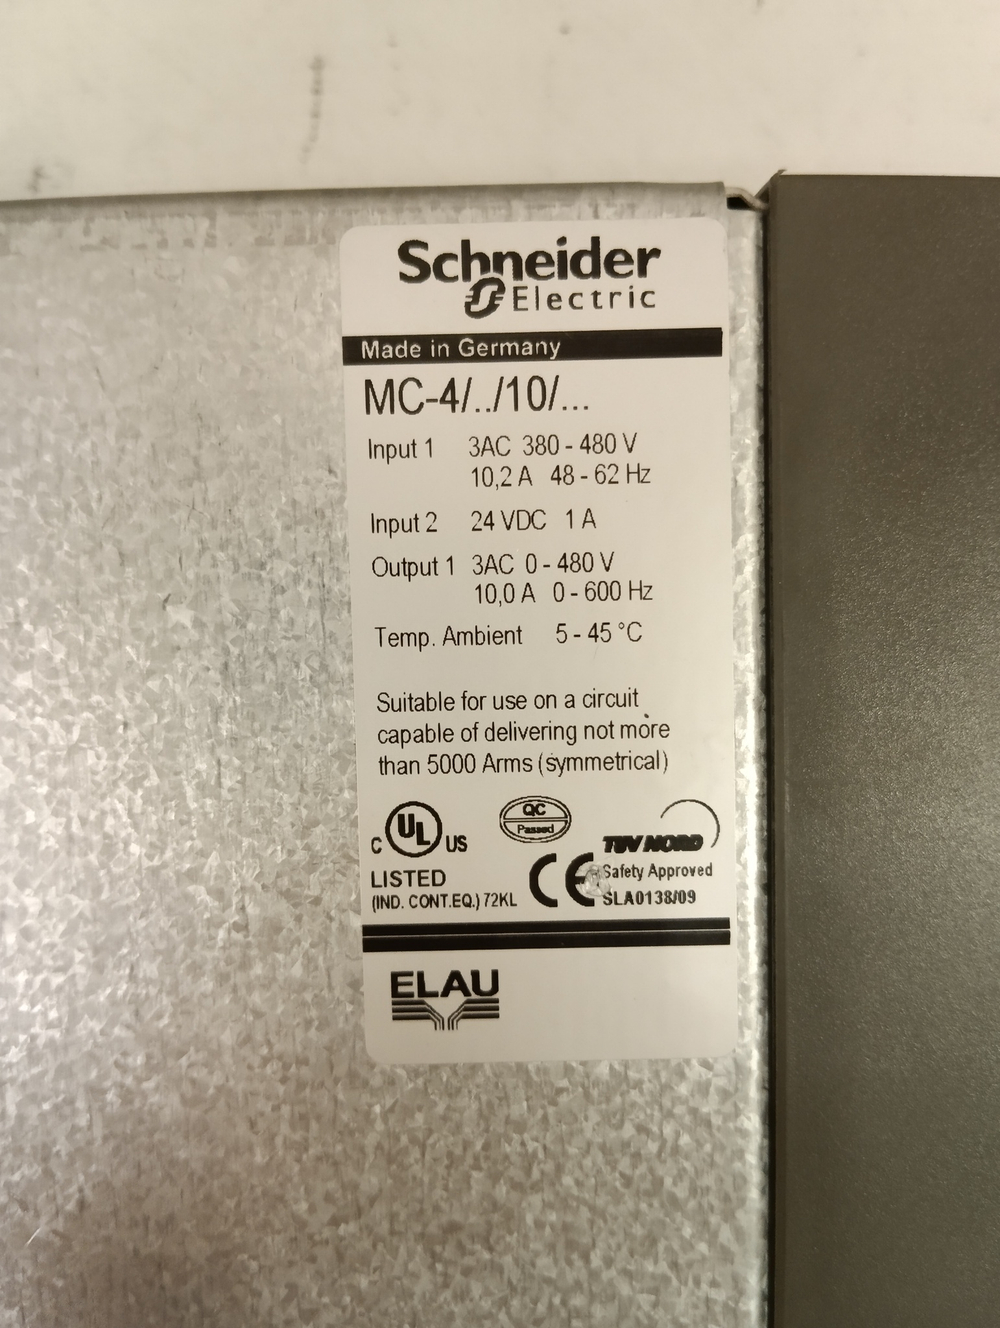 Schneider
Electric
Made in Germany
MC-4/../10/...
Input 1 3AC 380 - 480 V
10,2 A 48 - 62 Hz
Input 2 24 VDC 1 A
Output 1 3AC 0 - 480 V
10,0 A 0 - 600 Hz
Temp. Ambient 5 - 45 °C
Suitable for use on a circuit
capable of delivering not more
than 5000 Arms (symmetrical)
QC
Passed
C UL US
TUV NORD
LISTED
CE Safety Approved
(IND. CONT.EQ.) 72KL
SLA0138/09
ELAU